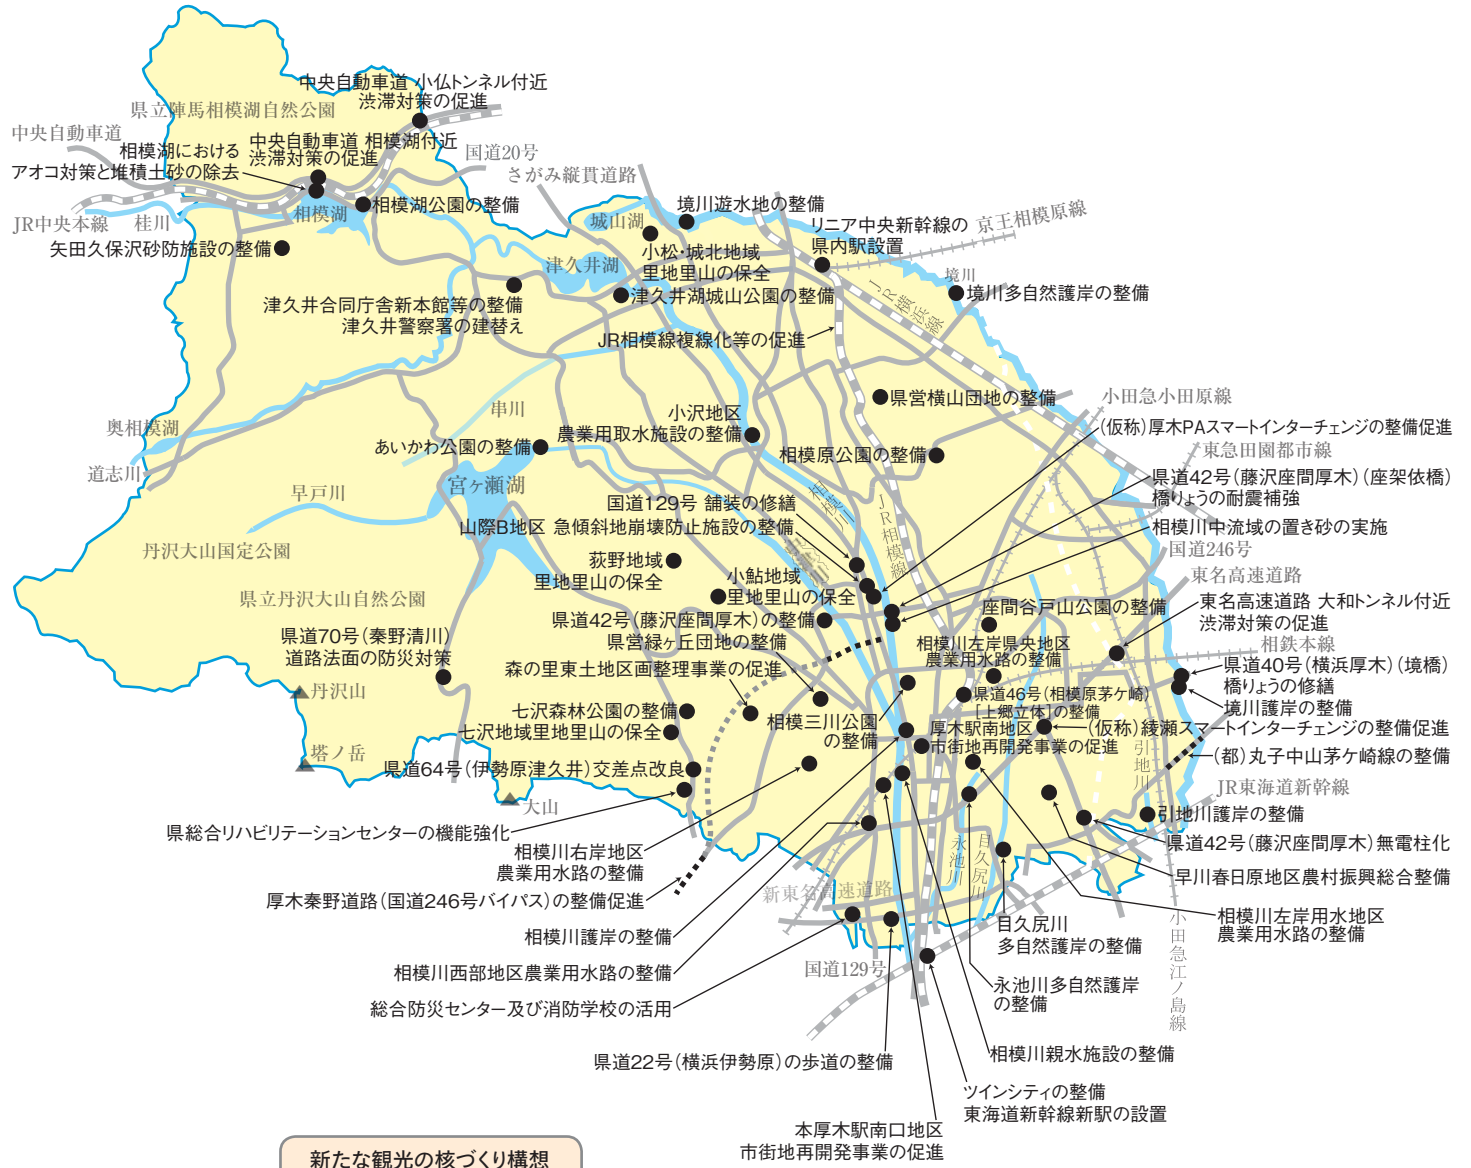 中央自動車道 小仏トンネル付近
渋滞対策の促進
県立陣馬相模湖自然公園
中央自動車道
中央自動車道 相模湖付近
渋滞対策の促進
相模湖における
アオコ対策と堆積土砂の除去
国道20号
さがみ縦貫道路
JR中央本線
桂川
相模湖
相模湖公園の整備
矢田久保沢砂防施設の整備
城山湖
境川遊水地の整備
小松・城北地域
里地里山の保全
リニア中央新幹線の
県内駅設置
京王相模原線
津久井湖
津久井湖城山公園の整備
境川
境川多自然護岸の整備
津久井合同庁舎新本館等の整備
津久井警察署の建替え
JR横浜線
JR相模線複線化等の促進
県営横山団地の整備
小田急小田原線
奥相模湖
道志川
串川
小沢地区
農業用取水施設の整備
あいかわ公園の整備
相模原公園の整備
(仮称)厚木PAスマートインターチェンジの整備促進
東急田園都市線
県道42号(藤沢座間厚木)(座架依橋)
橋りょうの耐震補強
早戸川
宮ヶ瀬湖
相模川
JR相模線
国道129号 舗装の修繕
山際B地区 急傾斜地崩壊防止施設の整備
相模川中流域の置き砂の実施
国道246号
丹沢大山国定公園
荻野地域
里地里山の保全
小鮎地域
里地里山の保全
東名高速道路
東名高速道路 大和トンネル付近
渋滞対策の促進
県立丹沢大山自然公園
座間谷戸山公園の整備
県道42号(藤沢座間厚木)の整備
県営緑ヶ丘団地の整備
相模川左岸県央地区
農業用水路の整備
相鉄本線
県道70号(秦野清川)
道路法面の防災対策
森の里東土地区画整理事業の促進
県道40号(横浜厚木)(境橋)
橋りょうの修繕
境川護岸の整備
丹沢山
県道46号(相模原茅ケ崎)
[上郷立体]の整備
七沢森林公園の整備
七沢地域里地里山の保全
相模三川公園
の整備
厚木駅南地区
市街地再開発事業の促進
(仮称)綾瀬スマートインターチェンジの整備促進
引地川
(都)丸子中山茅ケ崎線の整備
塔ノ岳
県道64号(伊勢原津久井)交差点改良
JR東海道新幹線
大山
県総合リハビリテーションセンターの機能強化
引地川護岸の整備
相模川右岸地区
農業用水路の整備
永池川
目久尻川
県道42号(藤沢座間厚木)無電柱化
早川春日原地区農村振興総合整備
厚木秦野道路(国道246号バイパス)の整備促進
新東名高速道路
相模川左岸用水地区
農業用水路の整備
相模川護岸の整備
目久尻川
多自然護岸の整備
小田急江ノ島線
相模川西部地区農業用水路の整備
国道129号
永池川多自然護岸
の整備
総合防災センター及び消防学校の活用
県道22号(横浜伊勢原)の歩道の整備
相模川親水施設の整備
ツインシティの整備
東海道新幹線新駅の設置
本厚木駅南口地区
市街地再開発事業の促進
新たな観光の核づくり構想